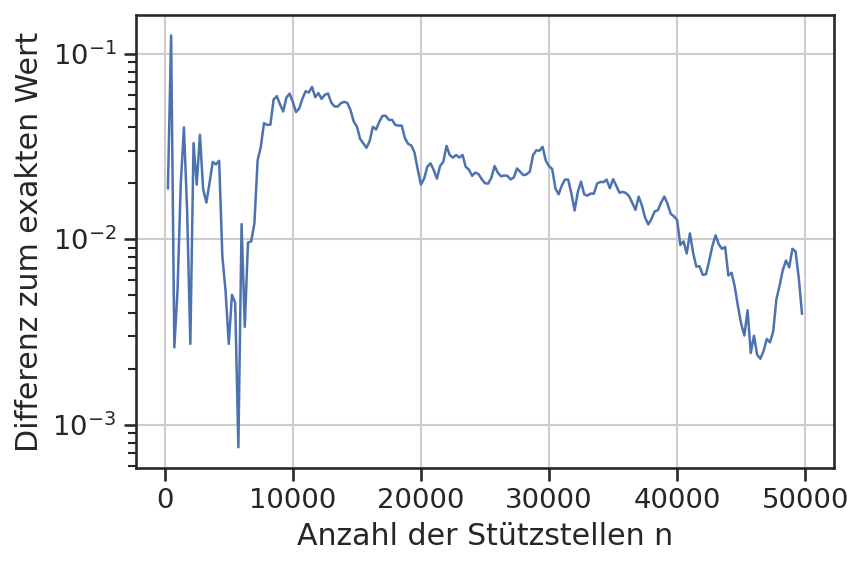 Differenz zum exakten Wert
10⁻¹
10⁻²
10⁻³
0 10000 20000 30000 40000 50000
Anzahl der Stützstellen n